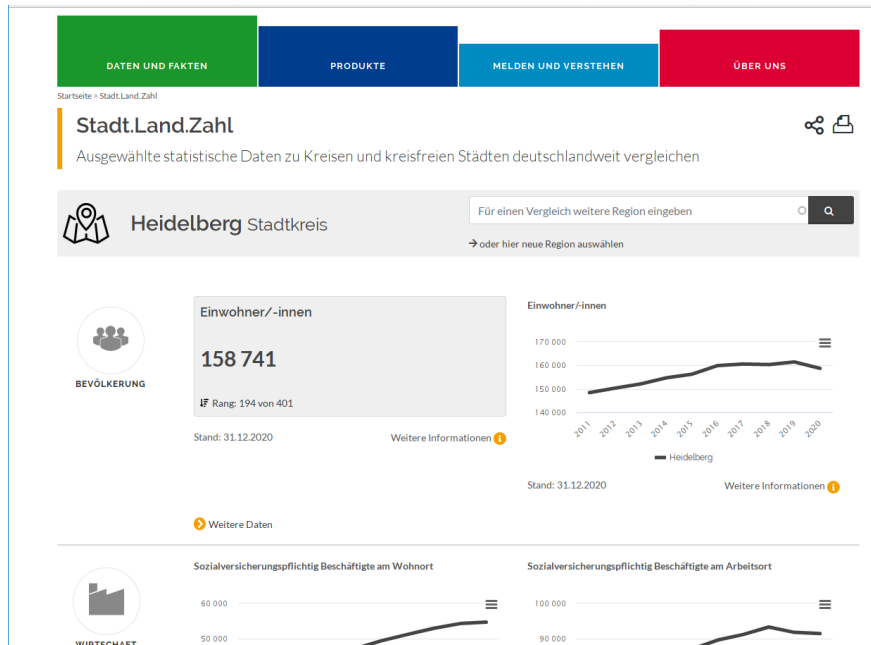 DATEN UND FAKTEN
PRODUKTE
MELDEN UND VERSTEHEN
ÜBER UNS
Startseite > Stadt.Land.Zahl
Stadt.Land.Zahl
Ausgewählte statistische Daten zu Kreisen und kreisfreien Städten deutschlandweit vergleichen
Heidelberg Stadtkreis
Für einen Vergleich weitere Region eingeben
→ oder hier neue Region auswählen
BEVÖLKERUNG
Einwohner/-innen
158 741
Rang: 194 von 401
Stand: 31.12.2020
Weitere Informationen
Weitere Daten
Einwohner/-innen
170 000
160 000
150 000
140 000
2011
2012
2013
2014
2015
2016
2017
2018
2019
2020
Heidelberg
Stand: 31.12.2020
Weitere Informationen
WIRTSCHAFT
Sozialversicherungspflichtig Beschäftigte am Wohnort
60 000
50 000
Sozialversicherungspflichtig Beschäftigte am Arbeitsort
100 000
90 000